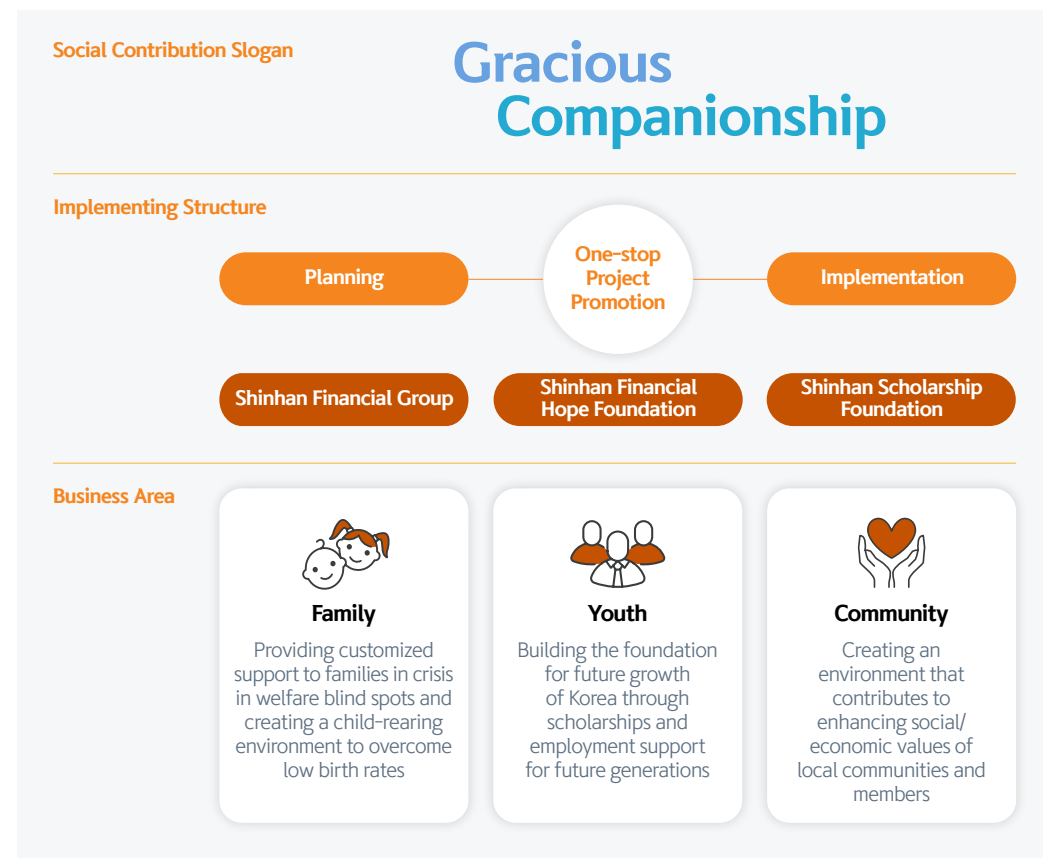 Social Contribution Slogan
Gracious
Companionship
Implementing Structure
Planning
One-stop
Project
Promotion
Implementation
Shinhan Financial Group
Shinhan Financial
Hope Foundation
Shinhan Scholarship
Foundation
Business Area
Family
Providing customized
support to families in crisis
in welfare blind spots and
creating a child-rearing
environment to overcome
low birth rates
Youth
Building the foundation
for future growth
of Korea through
scholarships and
employment support
for future generations
Community
Creating an
environment that
contributes to
enhancing social/
economic values of
local communities and
members